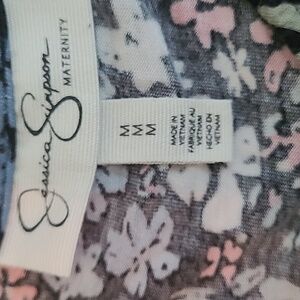 Jessica Simpson
MATERNITY
M
M
M
MADE IN
VIETNAM
FABRIQUÉ AU
VIETNAM
HECHO EN
VIETNAM